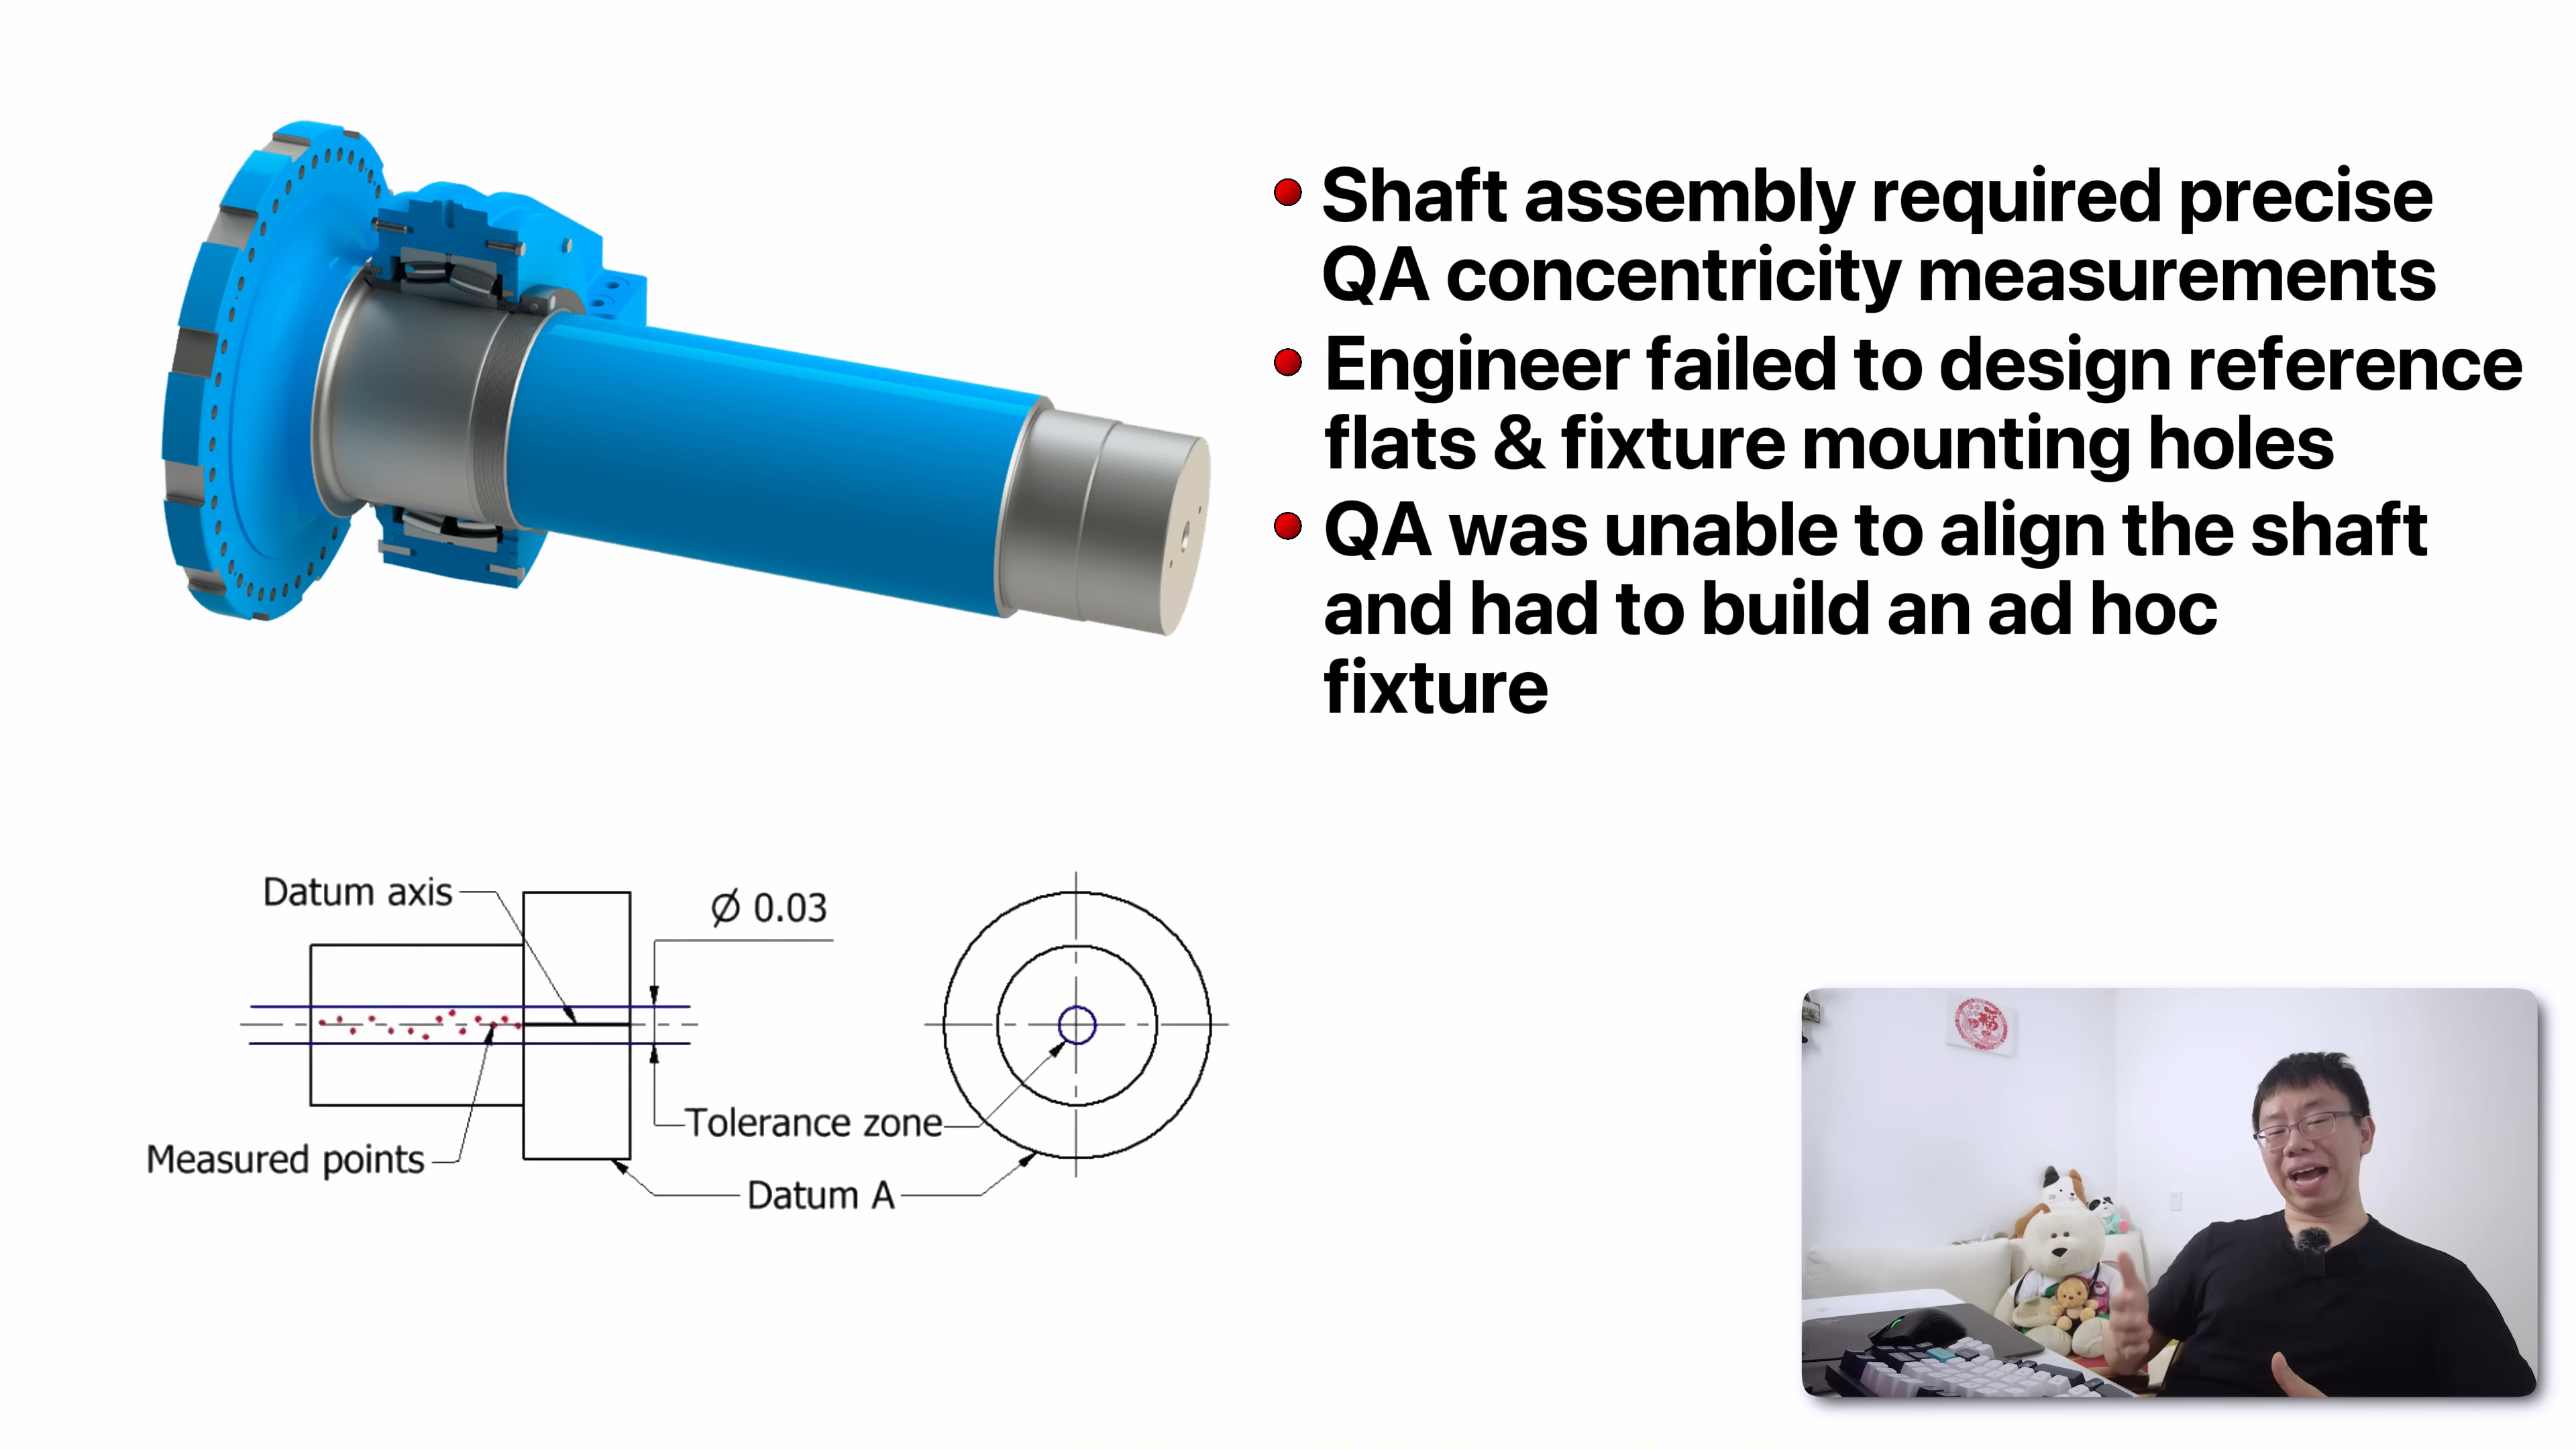 Shaft assembly required precise
QA concentricity measurements
Engineer failed to design reference
flats & fixture mounting holes
QA was unable to align the shaft
and had to build an ad hoc
fixture
Datum axis
Ø 0.03
Tolerance zone
Measured points
Datum A